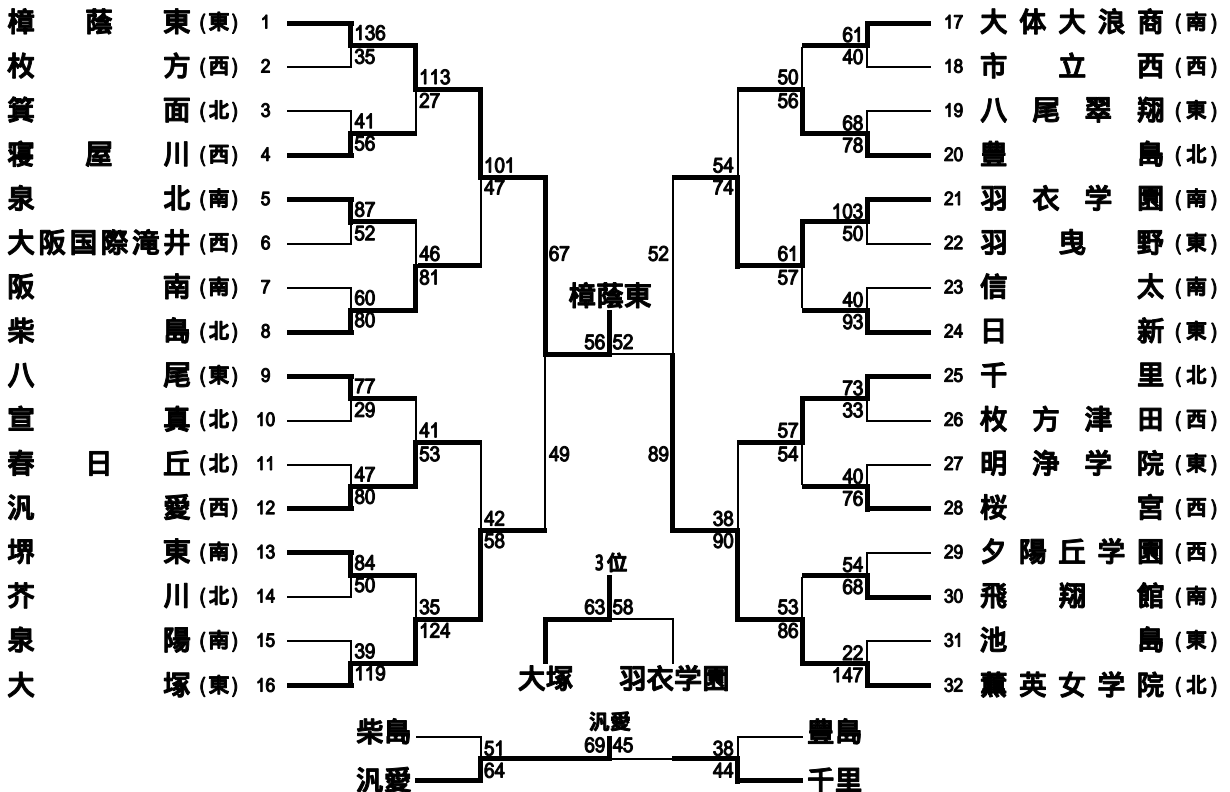 樟蔭東(東) 1
枚方(西) 2
箕面(北) 3
寝屋川(西) 4
泉北(南) 5
大阪国際滝井(西) 6
阪南(南) 7
柴島(北) 8
八尾(東) 9
宣真(北) 10
春日丘(北) 11
汎愛(西) 12
堺東(南) 13
芥川(北) 14
泉陽(南) 15
大塚(東) 16
136
35
41
56
87
52
60
80
77
29
47
80
84
50
39
119
113
27
46
81
41
53
35
124
101
47
42
58
67
49
樟蔭東
56 52
52
89
54
74
38
90
50
56
61
57
57
54
53
86
61
40
68
78
103
50
40
93
73
33
40
76
54
68
22
147
17 大体大浪商(南)
18 市立西(西)
19 八尾翠翔(東)
20 豊島(北)
21 羽衣学園(南)
22 羽曳野(東)
23 信太(南)
24 日新(東)
25 千里(北)
26 枚方津田(西)
27 明浄学院(東)
28 桜宮(西)
29 夕陽丘学園(西)
30 飛翔館(南)
31 池島(東)
32 薫英女学院(北)
3位
63 58
大塚 羽衣学園
柴島
汎愛
51
64
汎愛
69 45
38
44
豊島
千里